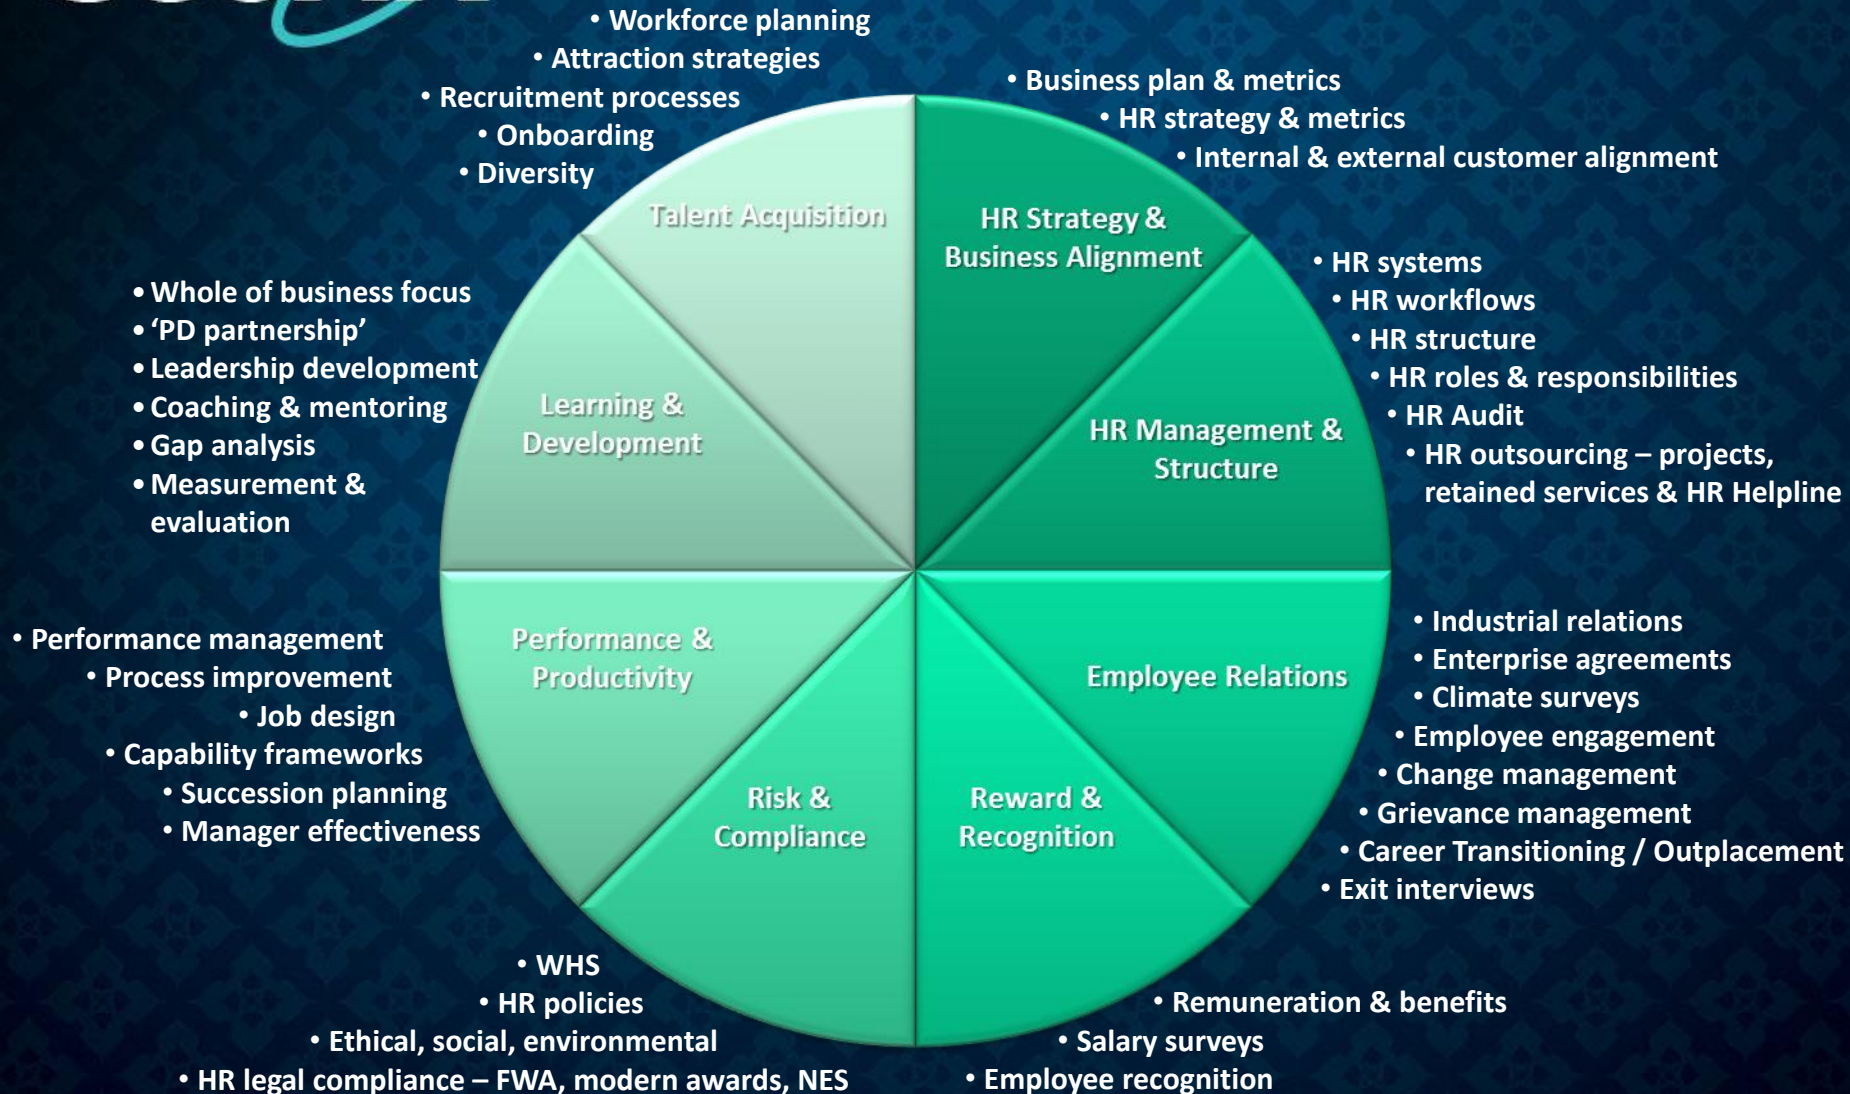 • Workforce planning
• Attraction strategies
• Recruitment processes
• Onboarding
• Diversity
Talent Acquisition
• Business plan & metrics
• HR strategy & metrics
• Internal & external customer alignment
HR Strategy &
Business Alignment
• HR systems
• HR workflows
• HR structure
• HR roles & responsibilities
• HR Audit
• HR outsourcing – projects,
retained services & HR Helpline
HR Management &
Structure
• Industrial relations
• Enterprise agreements
• Climate surveys
• Employee engagement
• Change management
• Grievance management
• Career Transitioning / Outplacement
• Exit interviews
Employee Relations
Reward &
Recognition
• Remuneration & benefits
• Salary surveys
• Employee recognition
Risk &
Compliance
• WHS
• HR policies
• Ethical, social, environmental
• HR legal compliance – FWA, modern awards, NES
Performance &
Productivity
• Performance management
• Process improvement
• Job design
• Capability frameworks
• Succession planning
• Manager effectiveness
Learning &
Development
• Whole of business focus
• ‘PD partnership’
• Leadership development
• Coaching & mentoring
• Gap analysis
• Measurement &
evaluation